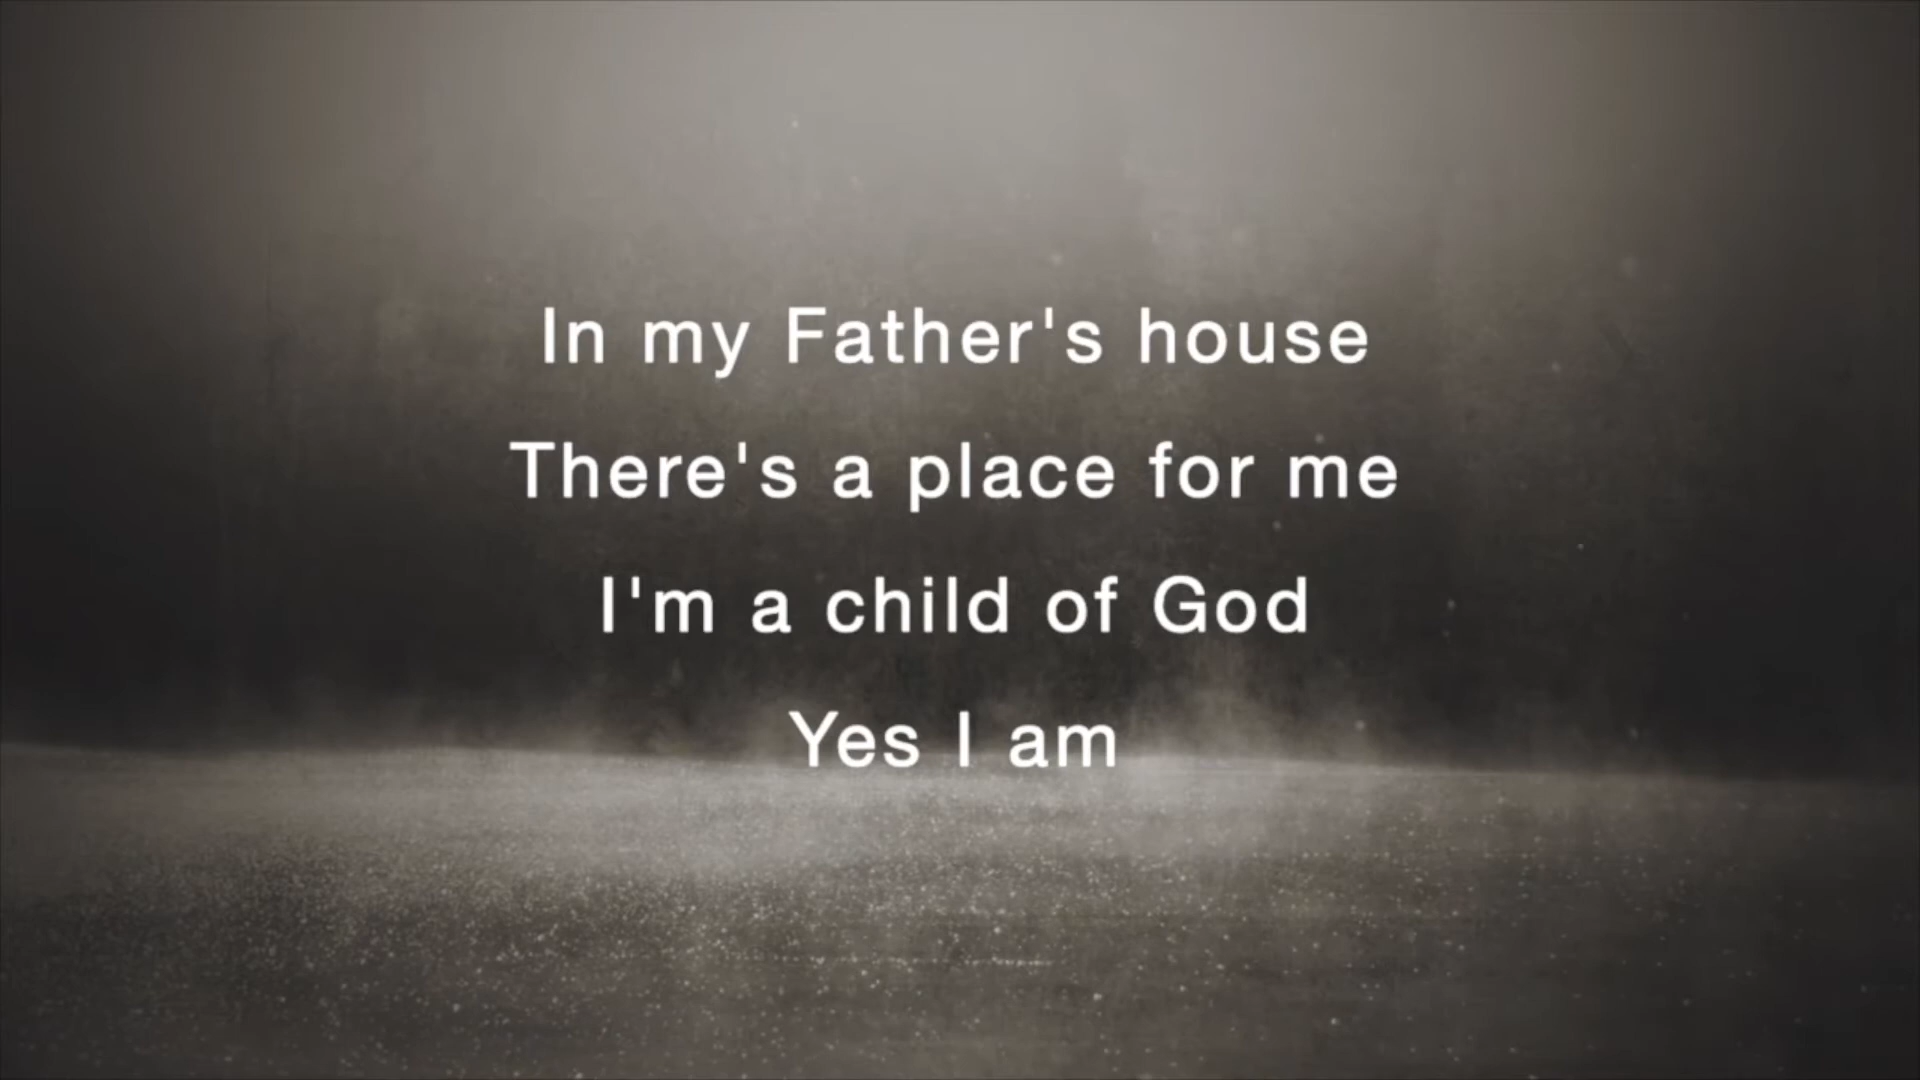 In my Father's house
There's a place for me
I'm a child of God
Yes I am